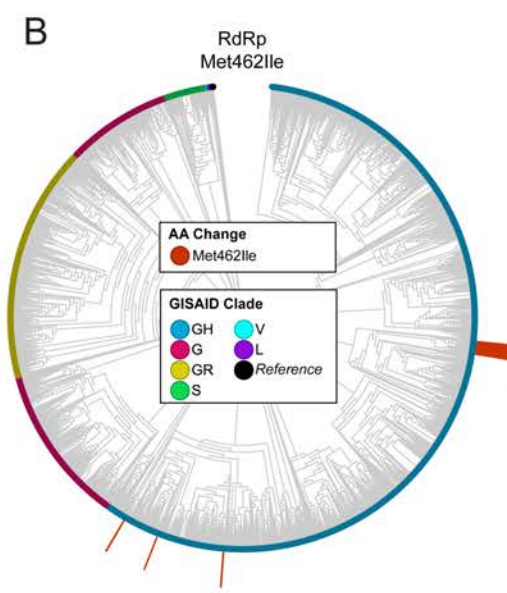 B
RdRp
Met462Ile
AA Change
Met462Ile
GISAID Clade
GH
V
G
L
GR
Reference
S